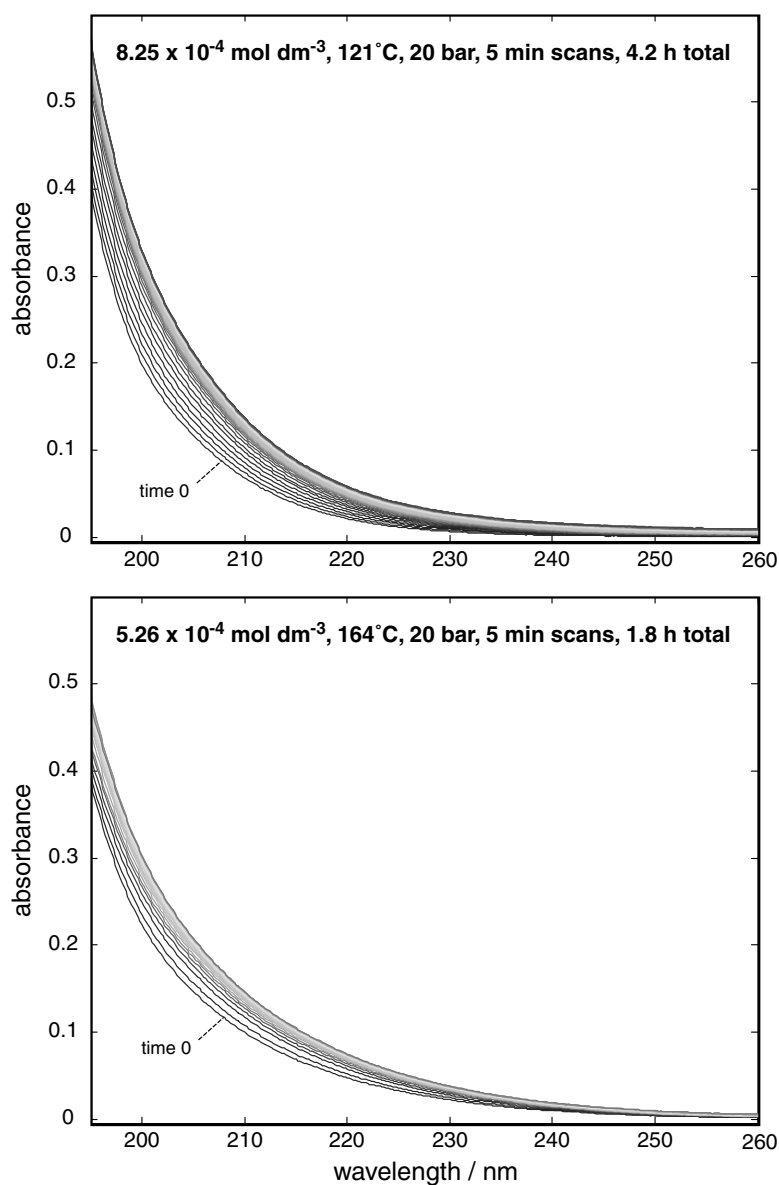 8.25 x 10⁻⁴ mol dm⁻³, 121˚C, 20 bar, 5 min scans, 4.2 h total
0.5
0.4
absorbance
0.3
0.2
0.1
time 0
0
200 210 220 230 240 250 260
5.26 x 10⁻⁴ mol dm⁻³, 164˚C, 20 bar, 5 min scans, 1.8 h total
0.5
0.4
absorbance
0.3
0.2
0.1
time 0
0
200 210 220 230 240 250 260
wavelength / nm